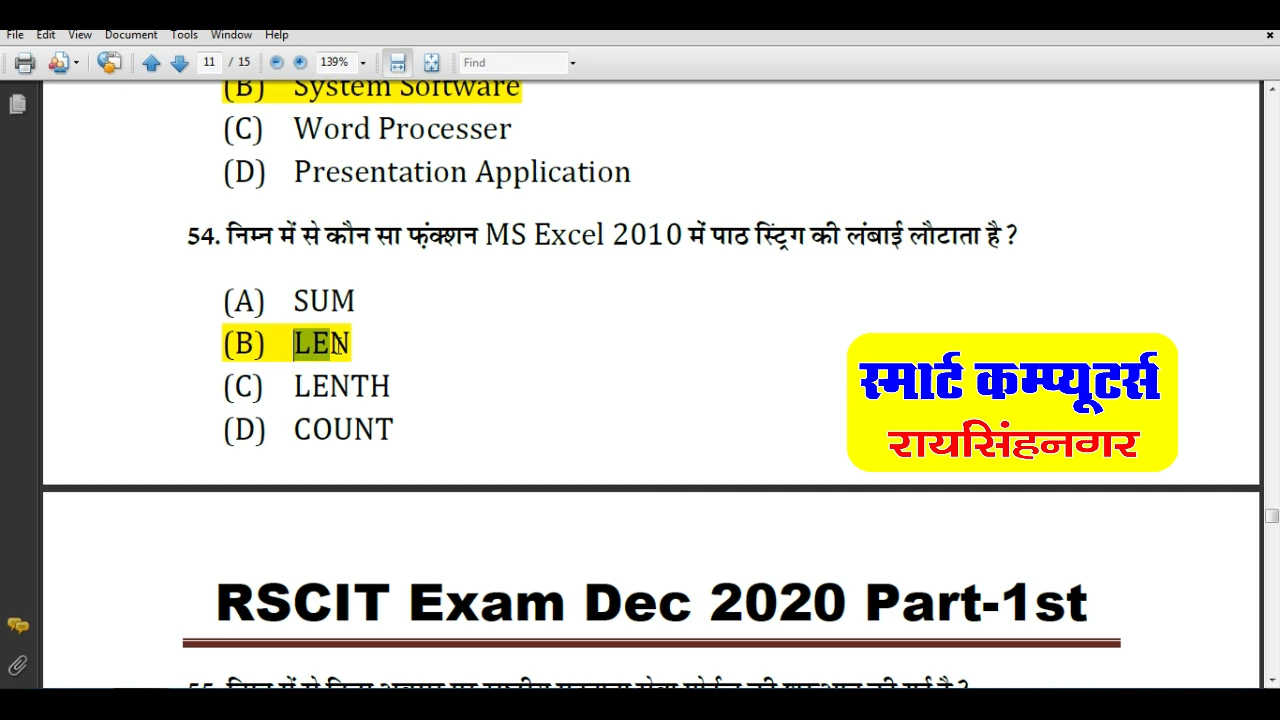 File Edit View Document Tools Window Help
11 / 15 139% Find
(B) System Software
(C) Word Processer
(D) Presentation Application
54. निम्न में से कौन सा फ़ंक्शन MS Excel 2010 में पाठ स्ट्रिंग की लंबाई लौटाता है ?
(A) SUM
(B) LEN
(C) LENTH
(D) COUNT
स्मार्ट कम्प्यूटर्स
रायसिंहनगर
RSCIT Exam Dec 2020 Part-1st
55. निम्न में से किस